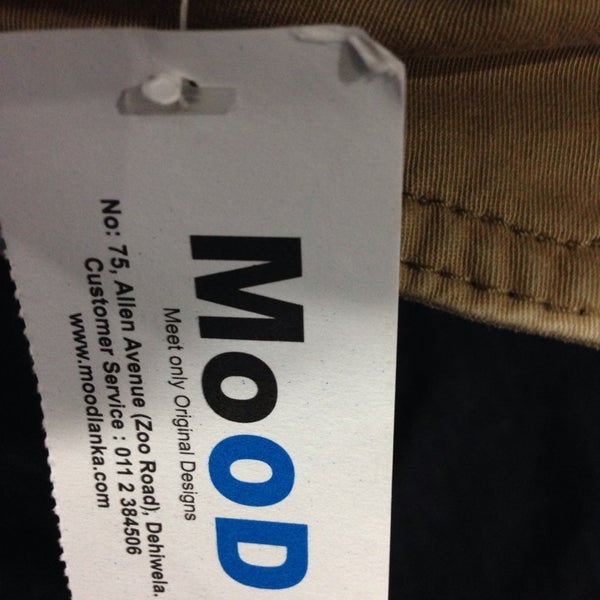 MooD
Meet only Original Designs
No: 75, Allen Avenue (Zoo Road), Dehiwela.
Customer Service : 011 2 384506
www.moodlanka.com